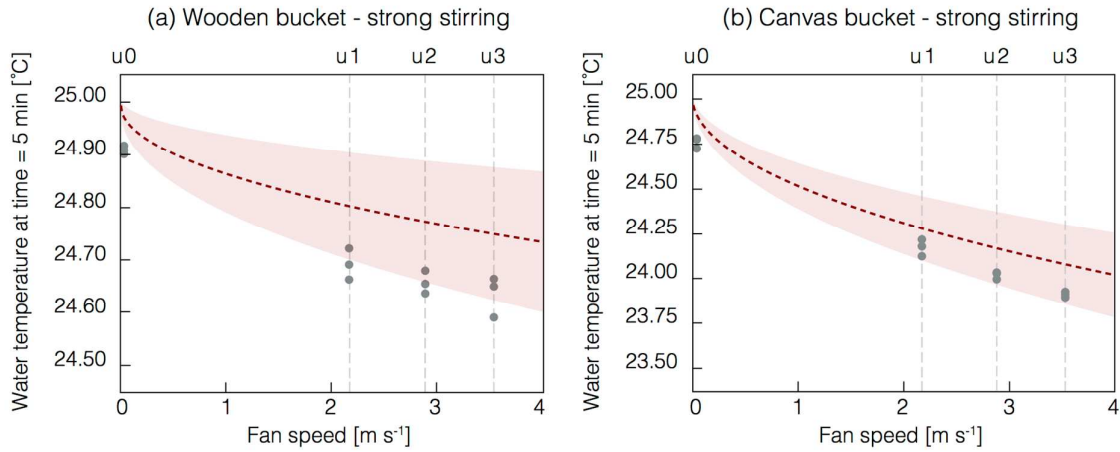 (a) Wooden bucket - strong stirring
u0 u1 u2 u3
Water temperature at time = 5 min [˚C]
25.00
24.90
24.80
24.70
24.60
24.50
0 1 2 3 4
Fan speed [m s⁻¹]
(b) Canvas bucket - strong stirring
u0 u1 u2 u3
Water temperature at time = 5 min [˚C]
25.00
24.75
24.50
24.25
24.00
23.75
23.50
0 1 2 3 4
Fan speed [m s⁻¹]